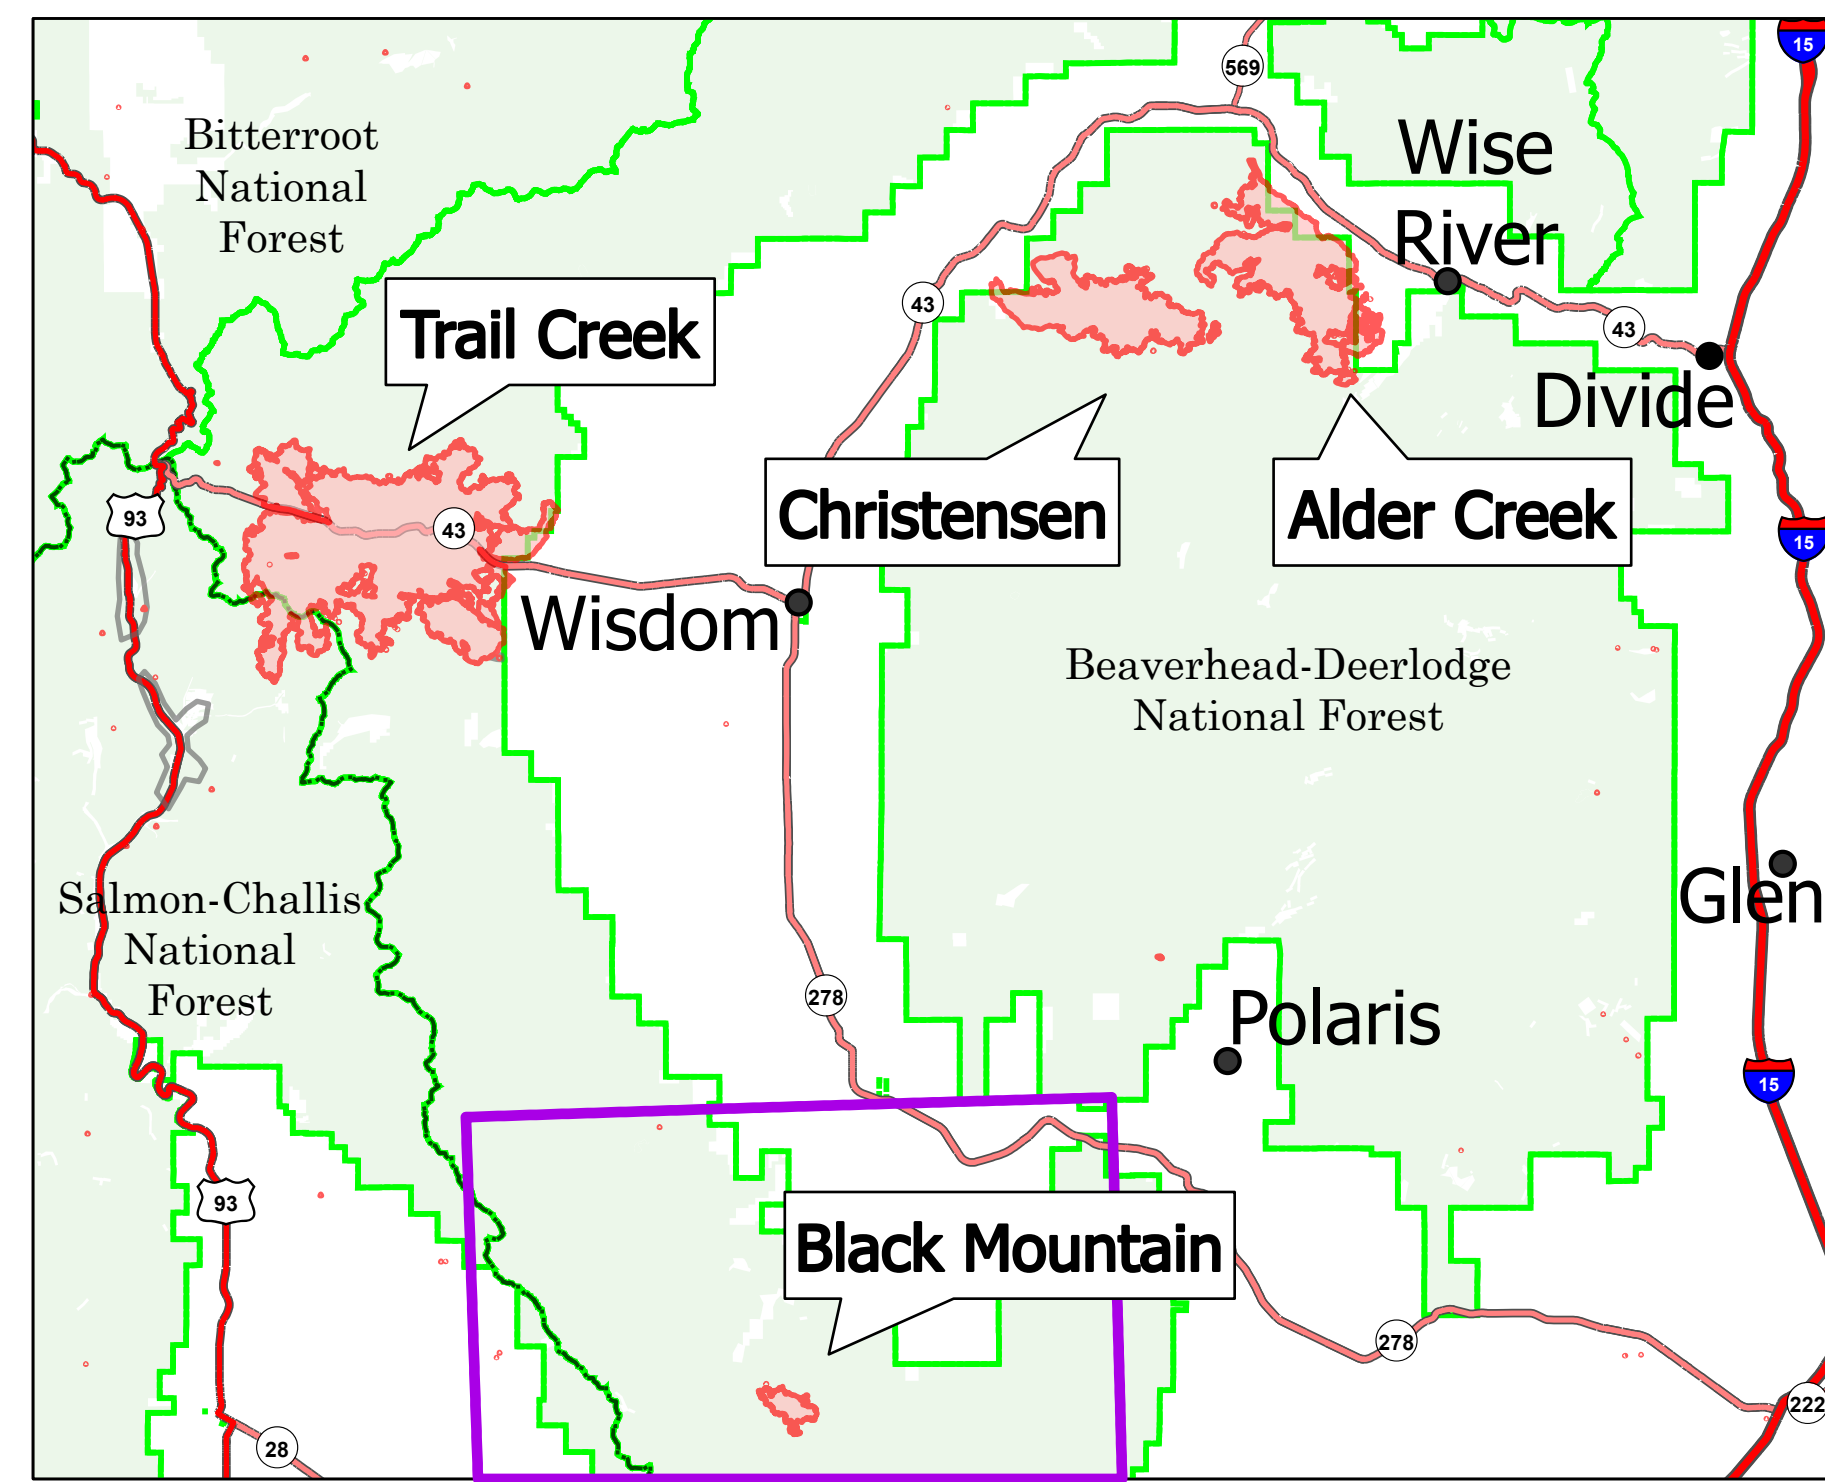 15
569
Bitterroot
National
Forest
Wise
River
43
43
Trail Creek
Divide
93
43
Christensen
Alder Creek
15
Wisdom
Beaverhead-Deerlodge
National Forest
Glen
Salmon-Challis
National
Forest
278
Polaris
15
93
Black Mountain
278
222
28